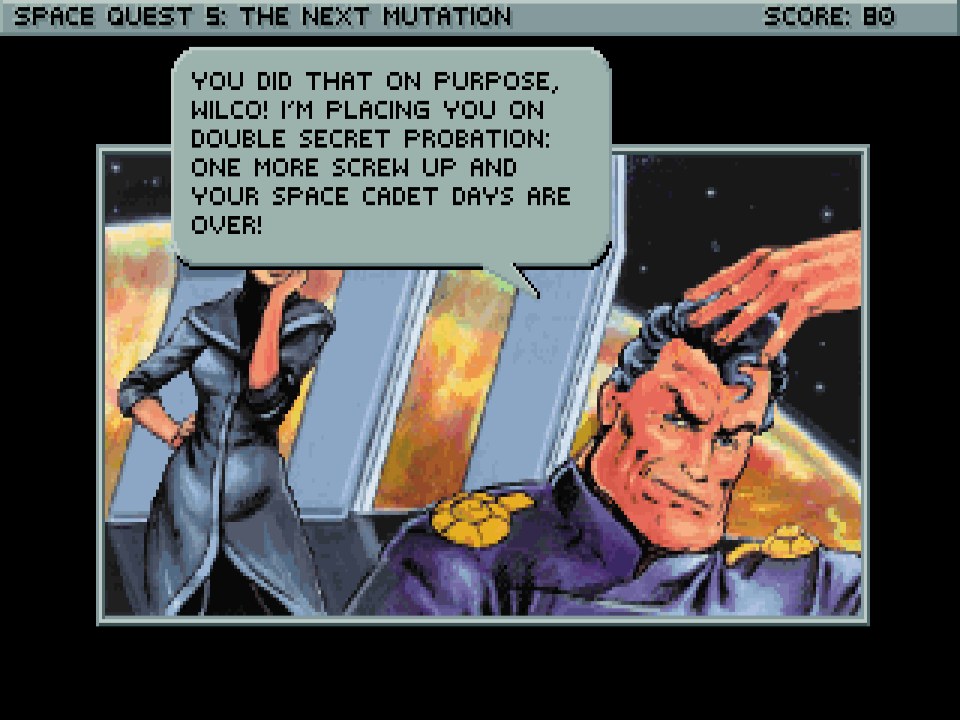 SPACE QUEST 5: THE NEXT MUTATION SCORE: 80
YOU DID THAT ON PURPOSE,
WILCO! I'M PLACING YOU ON
DOUBLE SECRET PROBATION:
ONE MORE SCREW UP AND
YOUR SPACE CADET DAYS ARE
OVER!